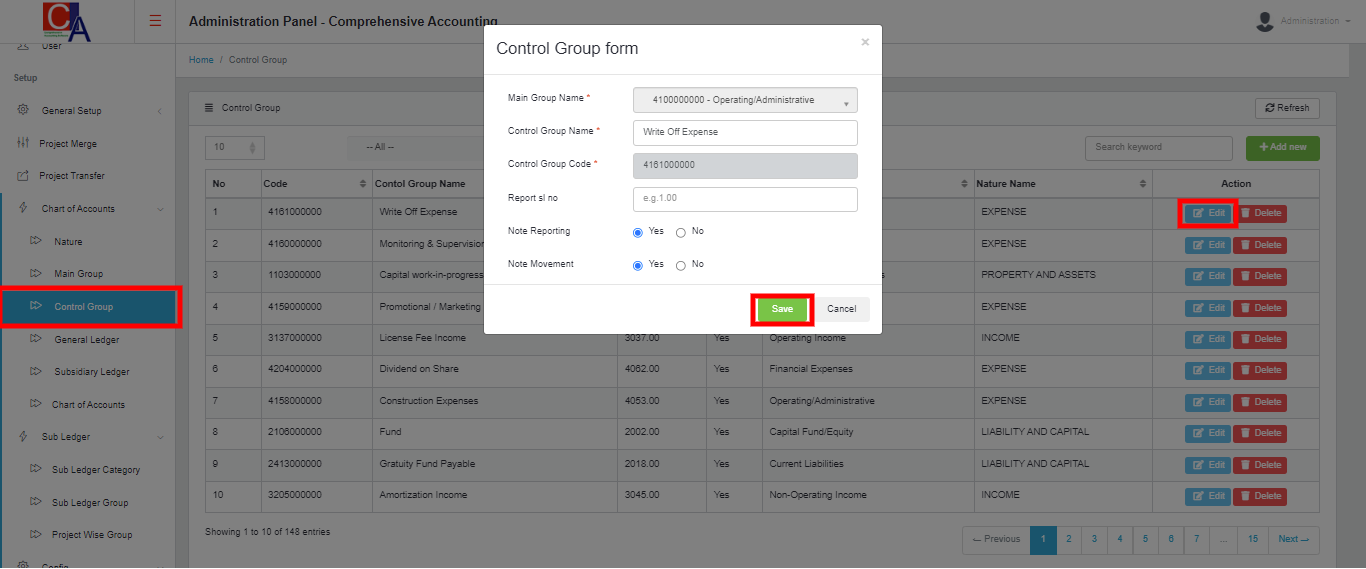 CA
Administration Panel - Comprehensive Accounting
Administration
User
Setup
General Setup
Project Merge
Project Transfer
Chart of Accounts
Nature
Main Group
Control Group
General Ledger
Subsidiary Ledger
Chart of Accounts
Sub Ledger
Sub Ledger Category
Sub Ledger Group
Project Wise Group
Config
Home / Control Group
Control Group
Refresh
10
-- All --
Search keyword
Add new
No Code Contol Group Name Nature Name Action
1 4161000000 Write Off Expense EXPENSE Edit Delete
2 4160000000 Monitoring & Supervision EXPENSE Edit Delete
3 1103000000 Capital work-in-progress PROPERTY AND ASSETS Edit Delete
4 4159000000 Promotional / Marketing EXPENSE Edit Delete
5 3137000000 License Fee Income 3037.00 Yes Operating Income INCOME Edit Delete
6 4204000000 Dividend on Share 4062.00 Yes Financial Expenses EXPENSE Edit Delete
7 4158000000 Construction Expenses 4053.00 Yes Operating/Administrative EXPENSE Edit Delete
8 2106000000 Fund 2002.00 Yes Capital Fund/Equity LIABILITY AND CAPITAL Edit Delete
9 2413000000 Gratuity Fund Payable 2018.00 Yes Current Liabilities LIABILITY AND CAPITAL Edit Delete
10 3205000000 Amortization Income 3045.00 Yes Non-Operating Income INCOME Edit Delete
Showing 1 to 10 of 148 entries
← Previous 1 2 3 4 5 6 7 ... 15 Next →
Control Group form
×
Main Group Name * 4100000000 - Operating/Administrative
Control Group Name * Write Off Expense
Control Group Code * 4161000000
Report sl no e.g.1.00
Note Reporting Yes No
Note Movement Yes No
Save Cancel